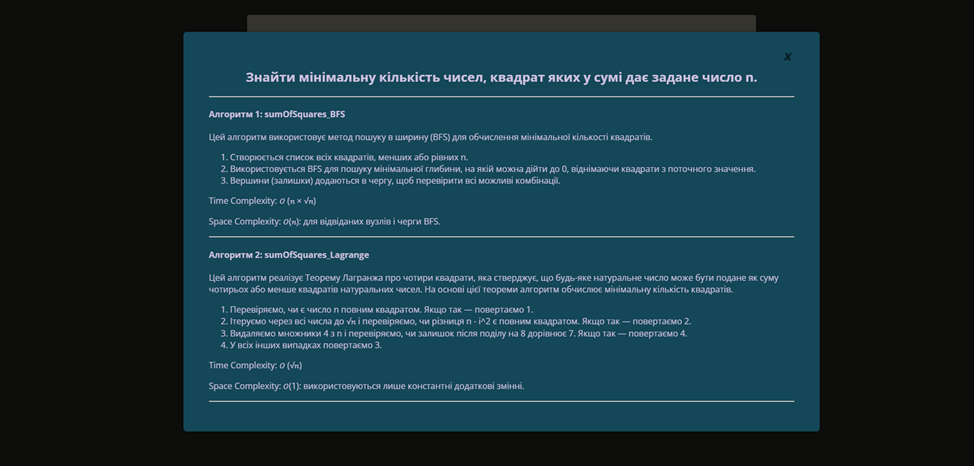 x
Знайти мінімальну кількість чисел, квадрат яких у сумі дає задане число n.
Алгоритм 1: sumOfSquares_BFS
Цей алгоритм використовує метод пошуку в ширину (BFS) для обчислення мінімальної кількості квадратів.
1. Створюється список всіх квадратів, менших або рівних n.
2. Використовується BFS для пошуку мінімальної глибини, на якій можна дійти до 0, віднімаючи квадрати з поточного значення.
3. Вершини (залишки) додаються в чергу, щоб перевірити всі можливі комбінації.
Time Complexity: O (n × √n)
Space Complexity: O(n): для відвіданих вузлів і черги BFS.
Алгоритм 2: sumOfSquares_Lagrange
Цей алгоритм реалізує Теорему Лагранжа про чотири квадрати, яка стверджує, що будь-яке натуральне число може бути подане як суму
чотирьох або менше квадратів натуральних чисел. На основі цієї теореми алгоритм обчислює мінімальну кількість квадратів.
1. Перевіряємо, чи є число n повним квадратом. Якщо так — повертаємо 1.
2. Ітеруємо через всі числа до √n і перевіряємо, чи різниця n - i^2 є повним квадратом. Якщо так — повертаємо 2.
3. Видаляємо множники 4 з n і перевіряємо, чи залишок після поділу на 8 дорівнює 7. Якщо так — повертаємо 4.
4. У всіх інших випадках повертаємо 3.
Time Complexity: O (√n)
Space Complexity: O(1): використовуються лише константні додаткові змінні.